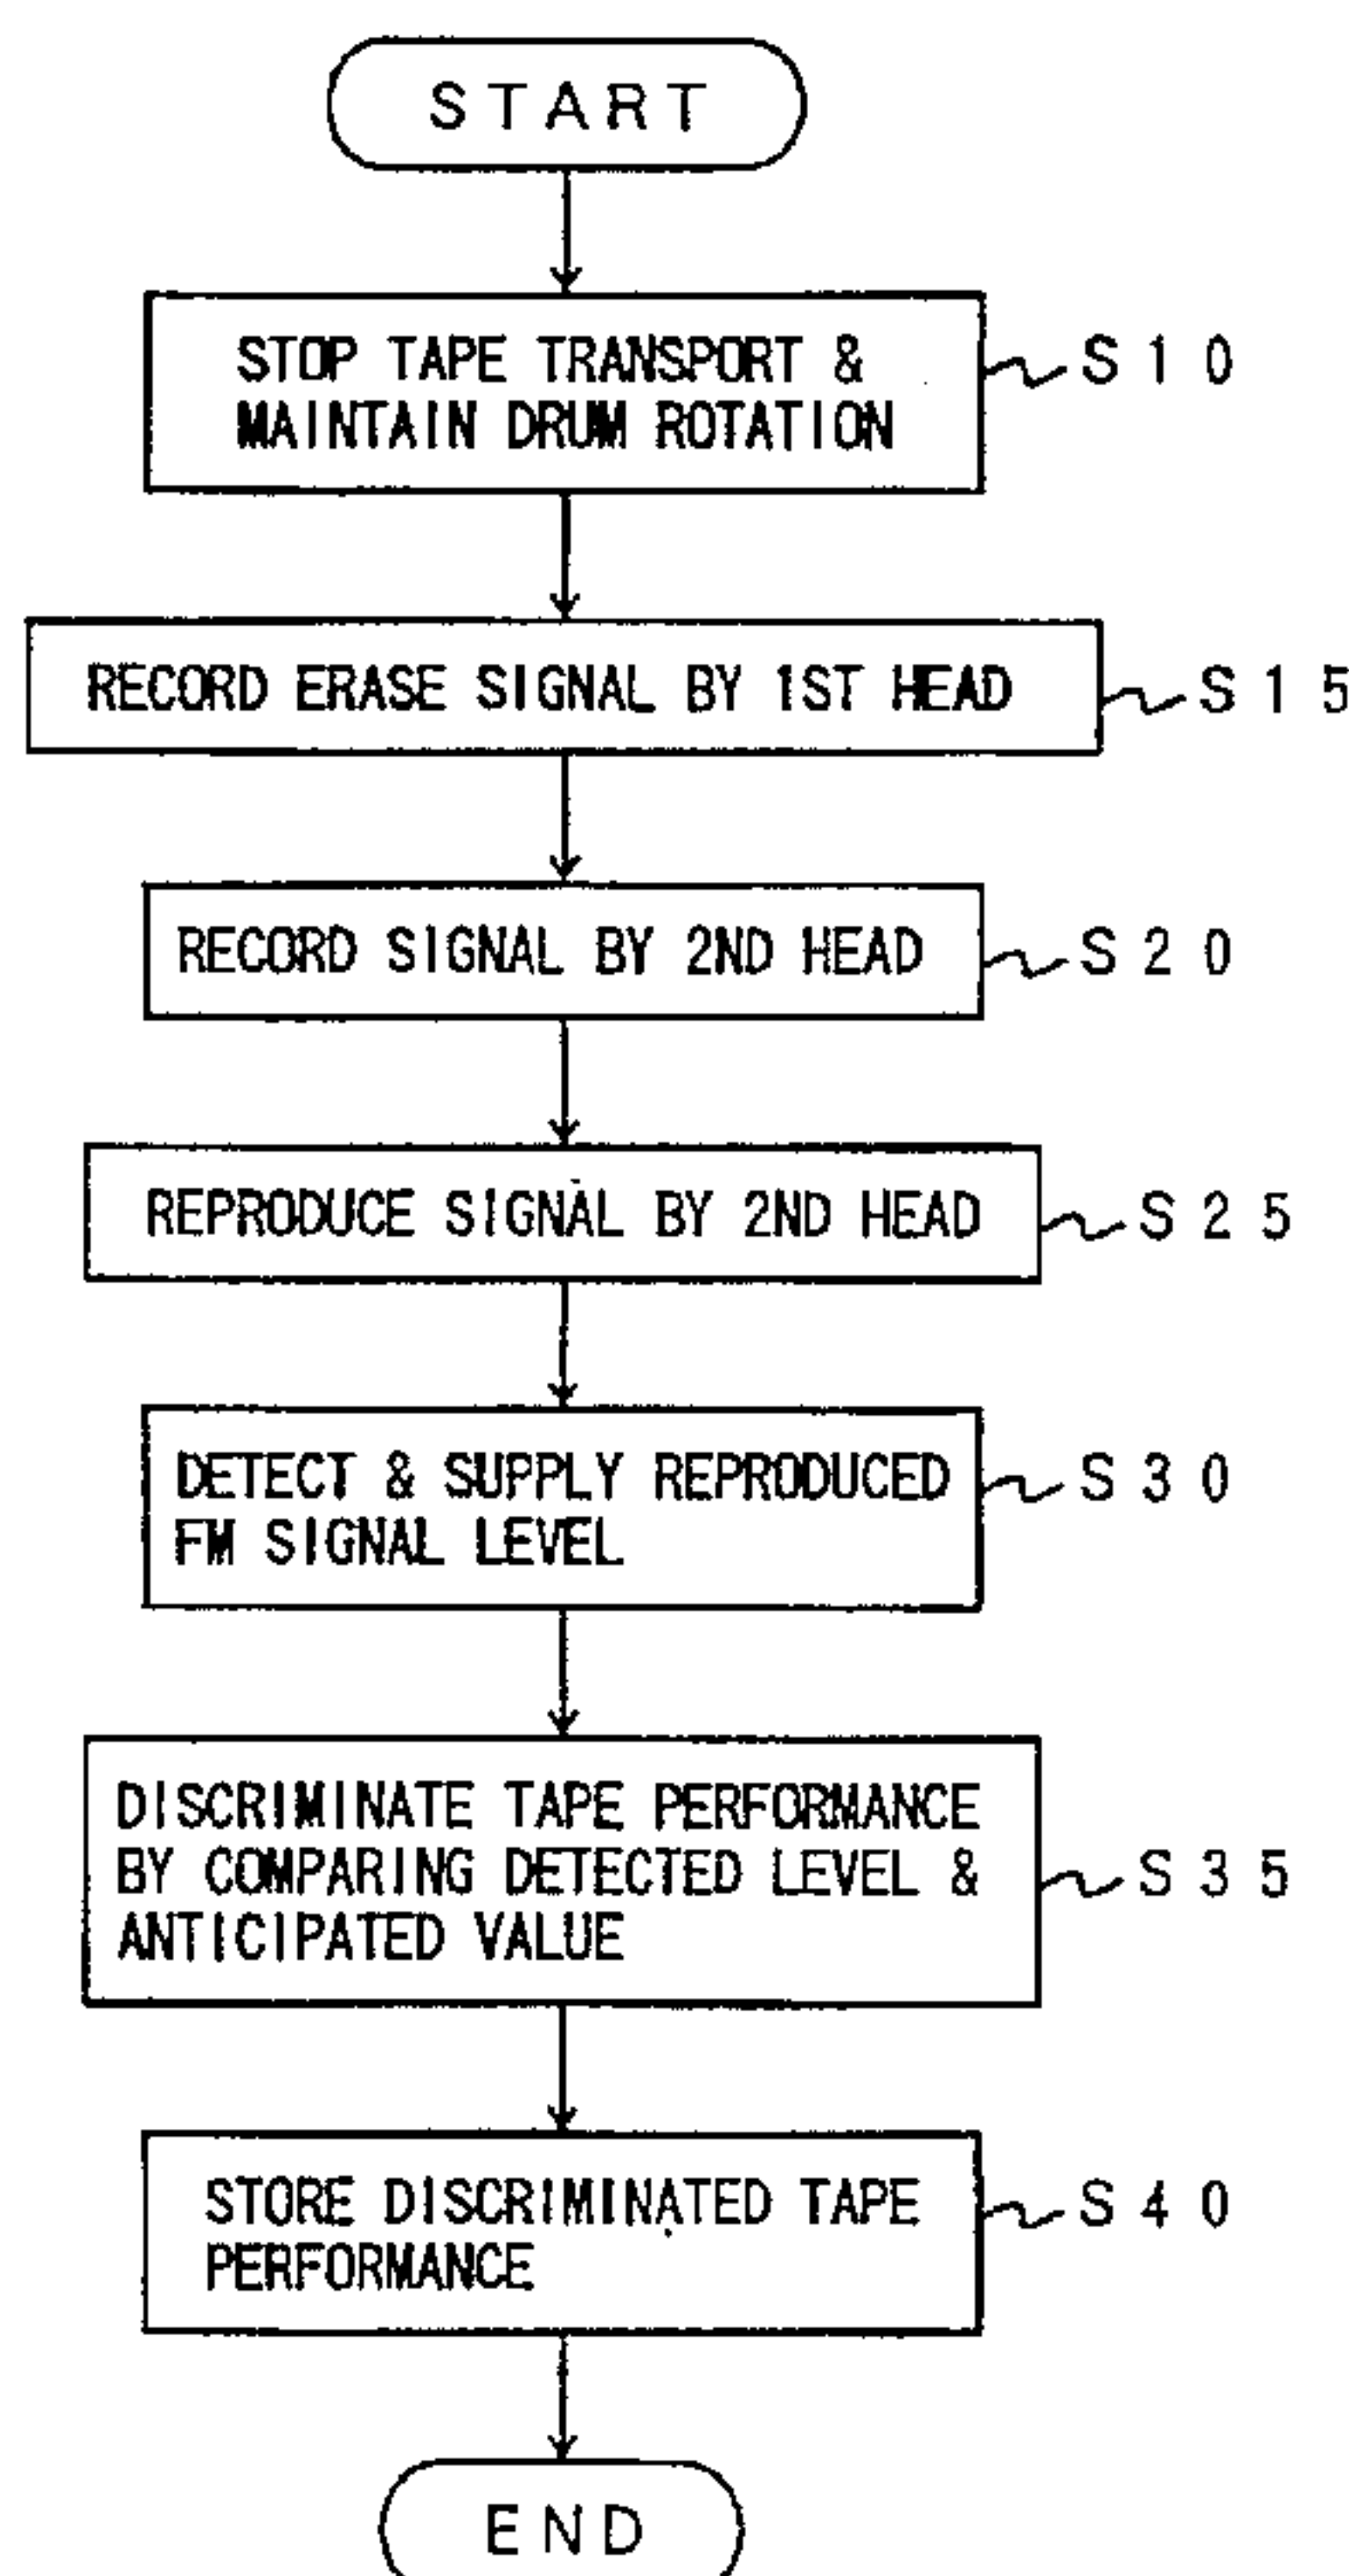 START
STOP TAPE TRANSPORT &
MAINTAIN DRUM ROTATION
S10
RECORD ERASE SIGNAL BY 1ST HEAD
S15
RECORD SIGNAL BY 2ND HEAD
S20
REPRODUCE SIGNAL BY 2ND HEAD
S25
DETECT & SUPPLY REPRODUCED
FM SIGNAL LEVEL
S30
DISCRIMINATE TAPE PERFORMANCE
BY COMPARING DETECTED LEVEL &
ANTICIPATED VALUE
S35
STORE DISCRIMINATED TAPE
PERFORMANCE
S40
END